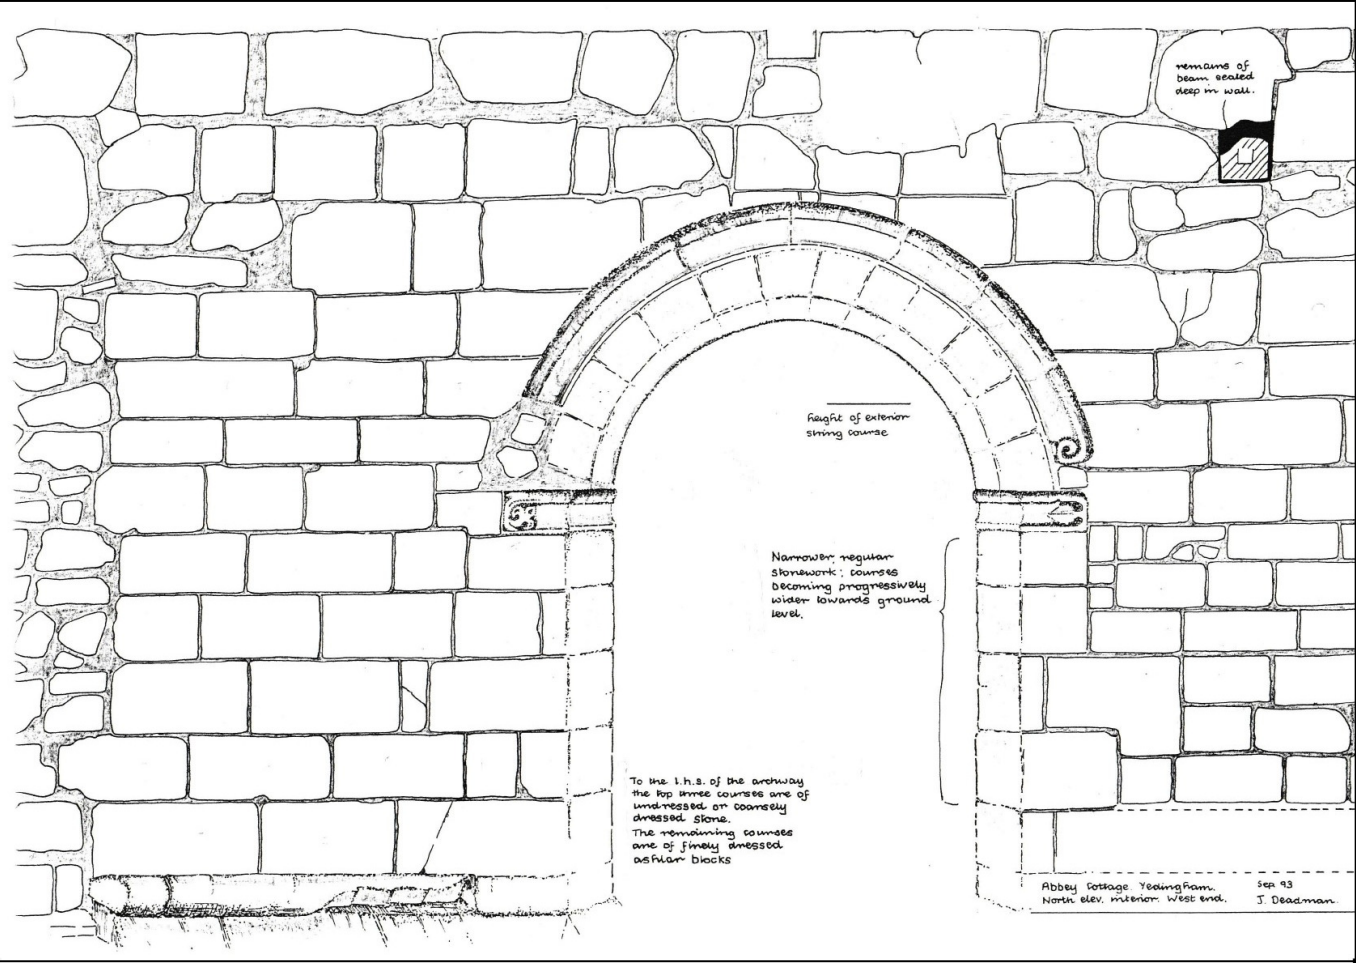 remains of
beam sealed
deep in wall.
height of exterior
string course
Narrower, regular
stonework; courses
becoming progressively
wider towards ground
level.
To the l.h.s. of the archway
the top three courses are of
undressed or coarsely
dressed stone.
The remaining courses
are of finely dressed
ashlar blocks
Abbey Cottage. Yedingham. Sep 93
North elev. interior. West end. J. Deadman.